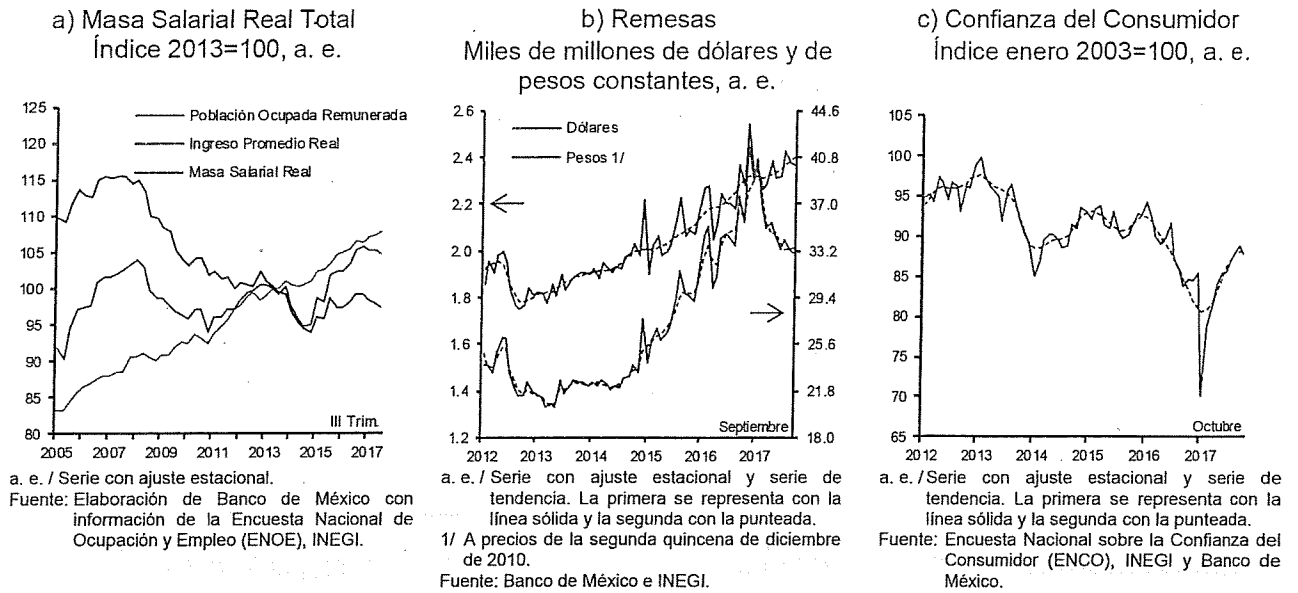 a) Masa Salarial Real Total
Índice 2013=100, a. e.
125
120
115
110
105
100
95
90
85
80
Población Ocupada Remunerada
Ingreso Promedio Real
Masa Salarial Real
III Trim.
2005 2007 2009 2011 2013 2015 2017
a. e. / Serie con ajuste estacional.
Fuente: Elaboración de Banco de México con
información de la Encuesta Nacional de
Ocupación y Empleo (ENOE), INEGI.
b) Remesas
Miles de millones de dólares y de
pesos constantes, a. e.
2.6
2.4
2.2
2.0
1.8
1.6
1.4
1.2
Dólares
Pesos 1/
44.6
40.8
37.0
33.2
29.4
25.6
21.8
18.0
Septiembre
2012 2013 2014 2015 2016 2017
a. e. / Serie con ajuste estacional y serie de
tendencia. La primera se representa con la
línea sólida y la segunda con la punteada.
1/ A precios de la segunda quincena de diciembre
de 2010.
Fuente: Banco de México e INEGI.
c) Confianza del Consumidor
Índice enero 2003=100, a. e.
105
100
95
90
85
80
75
70
65
Octubre
2012 2013 2014 2015 2016 2017
a. e. / Serie con ajuste estacional y serie de
tendencia. La primera se representa con la
línea sólida y la segunda con la punteada.
Fuente: Encuesta Nacional sobre la Confianza del
Consumidor (ENCO), INEGI y Banco de
México.